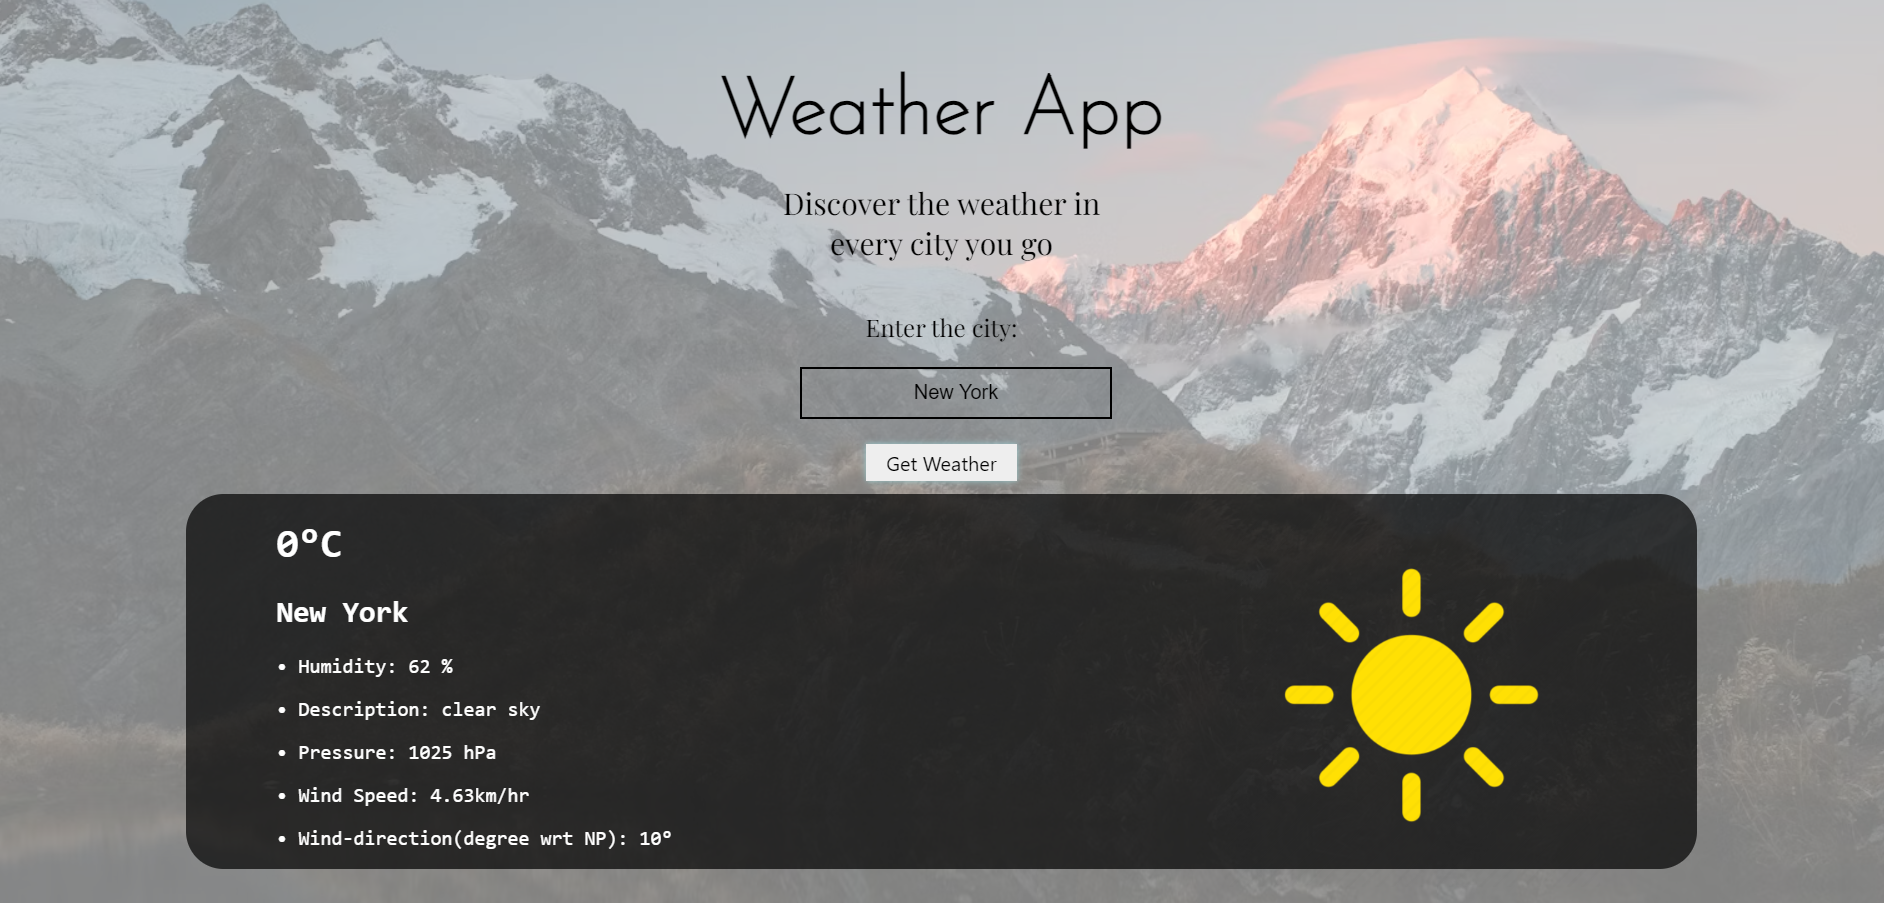 Weather App
Discover the weather in
every city you go
Enter the city:
New York
Get Weather
0°C
New York
• Humidity: 62 %
• Description: clear sky
• Pressure: 1025 hPa
• Wind Speed: 4.63km/hr
• Wind-direction(degree wrt NP): 10°